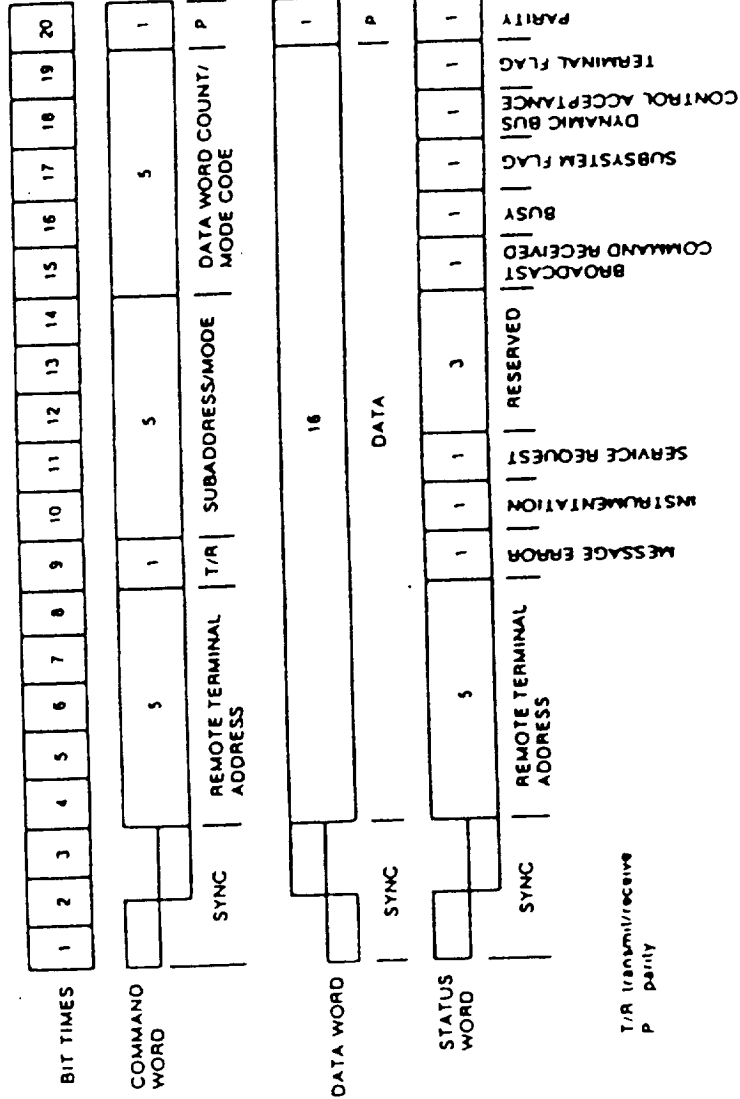 BIT TIMES 1 2 3 4 5 6 7 8 9 10 11 12 13 14 15 16 17 18 19 20
COMMAND
WORD
5 1 5 5 1
SYNC
REMOTE TERMINAL
ADDRESS
T/R
SUBADDRESS/MODE
DATA WORD COUNT/
MODE CODE
P
DATA WORD
16 1
SYNC
DATA
P
STATUS
WORD
5 1 1 1 3 1 1 1 1 1 1
SYNC
REMOTE TERMINAL
ADDRESS
MESSAGE ERROR
INSTRUMENTATION
SERVICE REQUEST
RESERVED
BROADCAST
COMMAND RECEIVED
BUSY
SUBSYSTEM FLAG
DYNAMIC BUS
CONTROL ACCEPTANCE
TERMINAL FLAG
PARITY
T/R transmit/receive
P parity